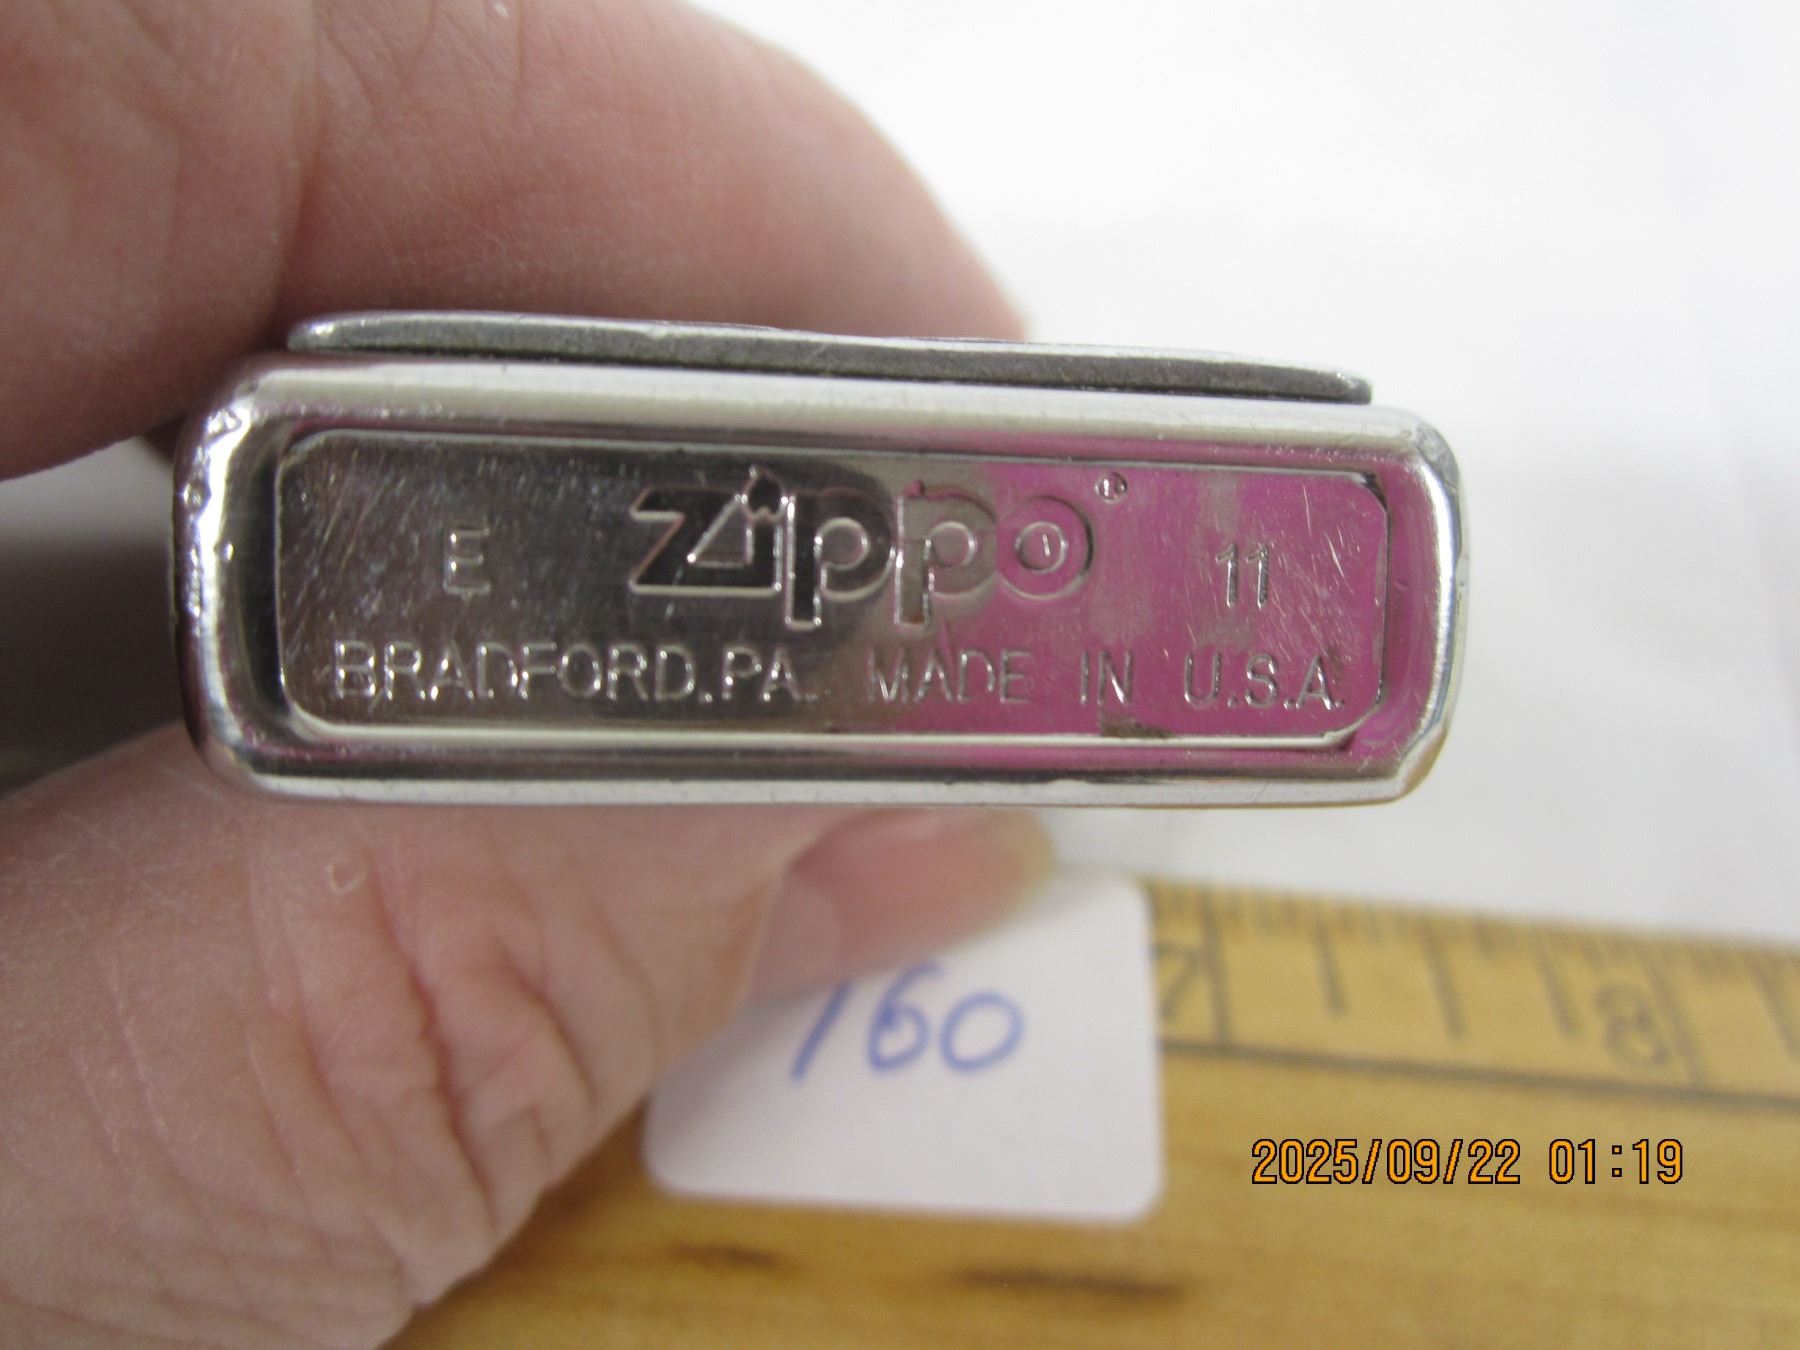 E zippo ® 11
BRADFORD, PA. MADE IN U.S.A.
160
7 8
2025/09/22 01:19